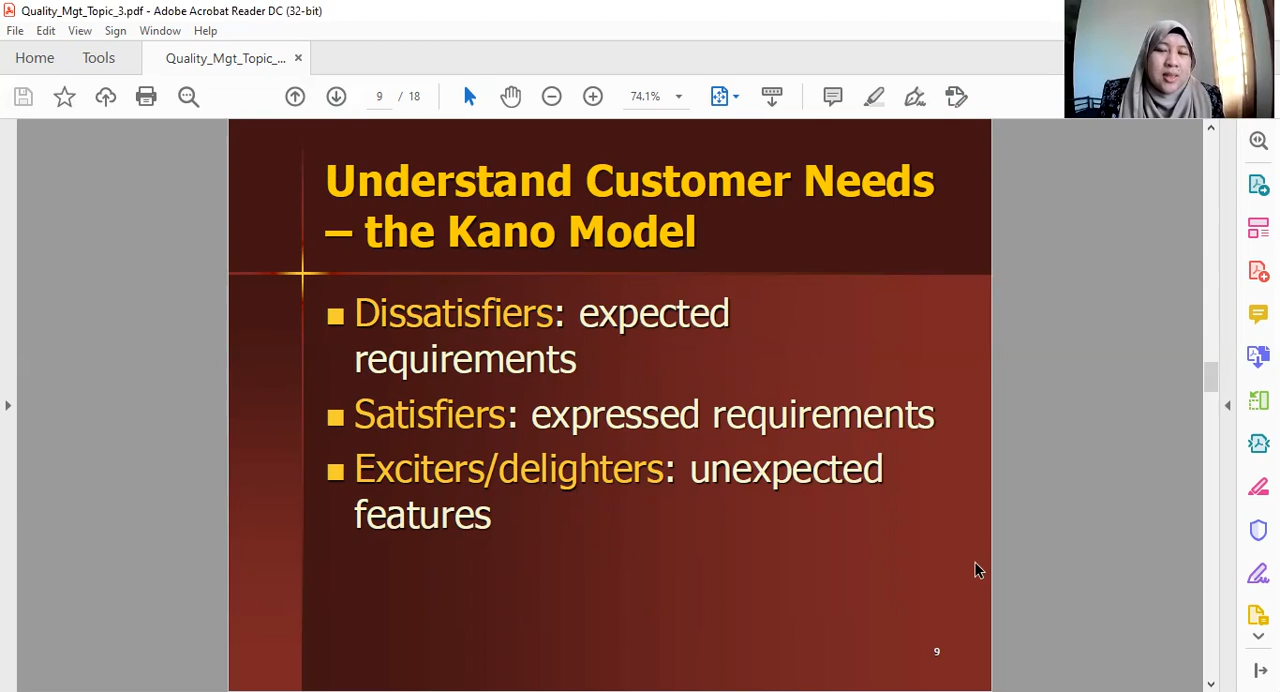 Quality_Mgt_Topic_3.pdf - Adobe Acrobat Reader DC (32-bit)
File Edit View Sign Window Help
Home Tools Quality_Mgt_Topic_... ×
9 / 18 74.1%
Understand Customer Needs
– the Kano Model
■ Dissatisfiers: expected
requirements
■ Satisfiers: expressed requirements
■ Exciters/delighters: unexpected
features
9